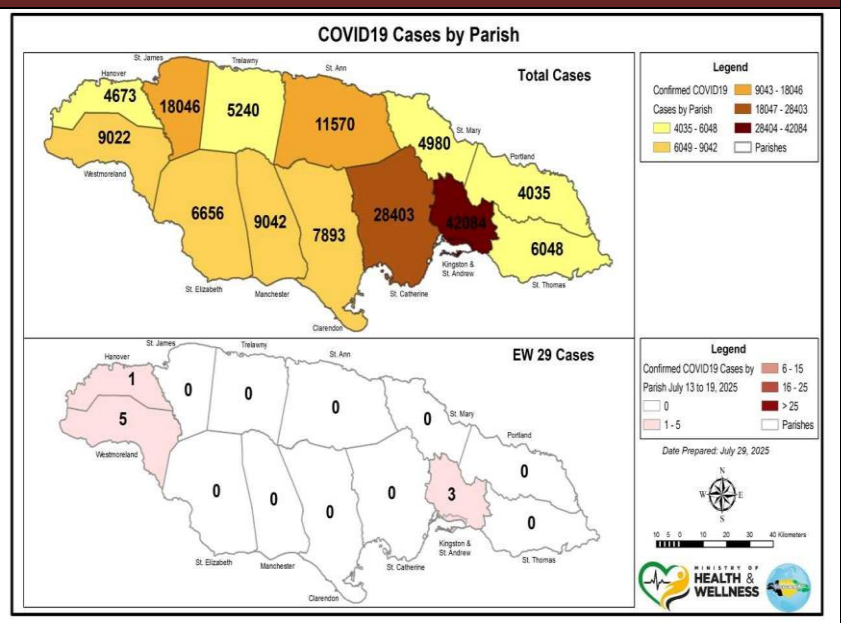 COVID19 Cases by Parish
Total Cases
St. James
Trelawny
St. Ann
Hanover
4673
18046
5240
11570
4980
St. Mary
9022
Westmoreland
Portland
4035
6656
9042
7893
28403
42084
6048
St. Elizabeth
Manchester
Clarendon
St. Catherine
Kingston &
St. Andrew
St. Thomas
Legend
Confirmed COVID19
Cases by Parish
4035 - 6048
6049 - 9042
9043 - 18046
18047 - 28403
28404 - 42084
Parishes
EW 29 Cases
St. James
Trelawny
St. Ann
Hanover
1
0
0
0
0
St. Mary
5
Westmoreland
Portland
0
0
0
0
0
3
0
St. Elizabeth
Manchester
Clarendon
St. Catherine
Kingston &
St. Andrew
St. Thomas
Legend
Confirmed COVID19 Cases by
Parish July 13 to 19, 2025
0
1 - 5
6 - 15
16 - 25
> 25
Parishes
Date Prepared: July 29, 2025
N
W
E
S
10 5 0 10 20 30 40 Kilometers
MINISTRY OF
HEALTH &
WELLNESS